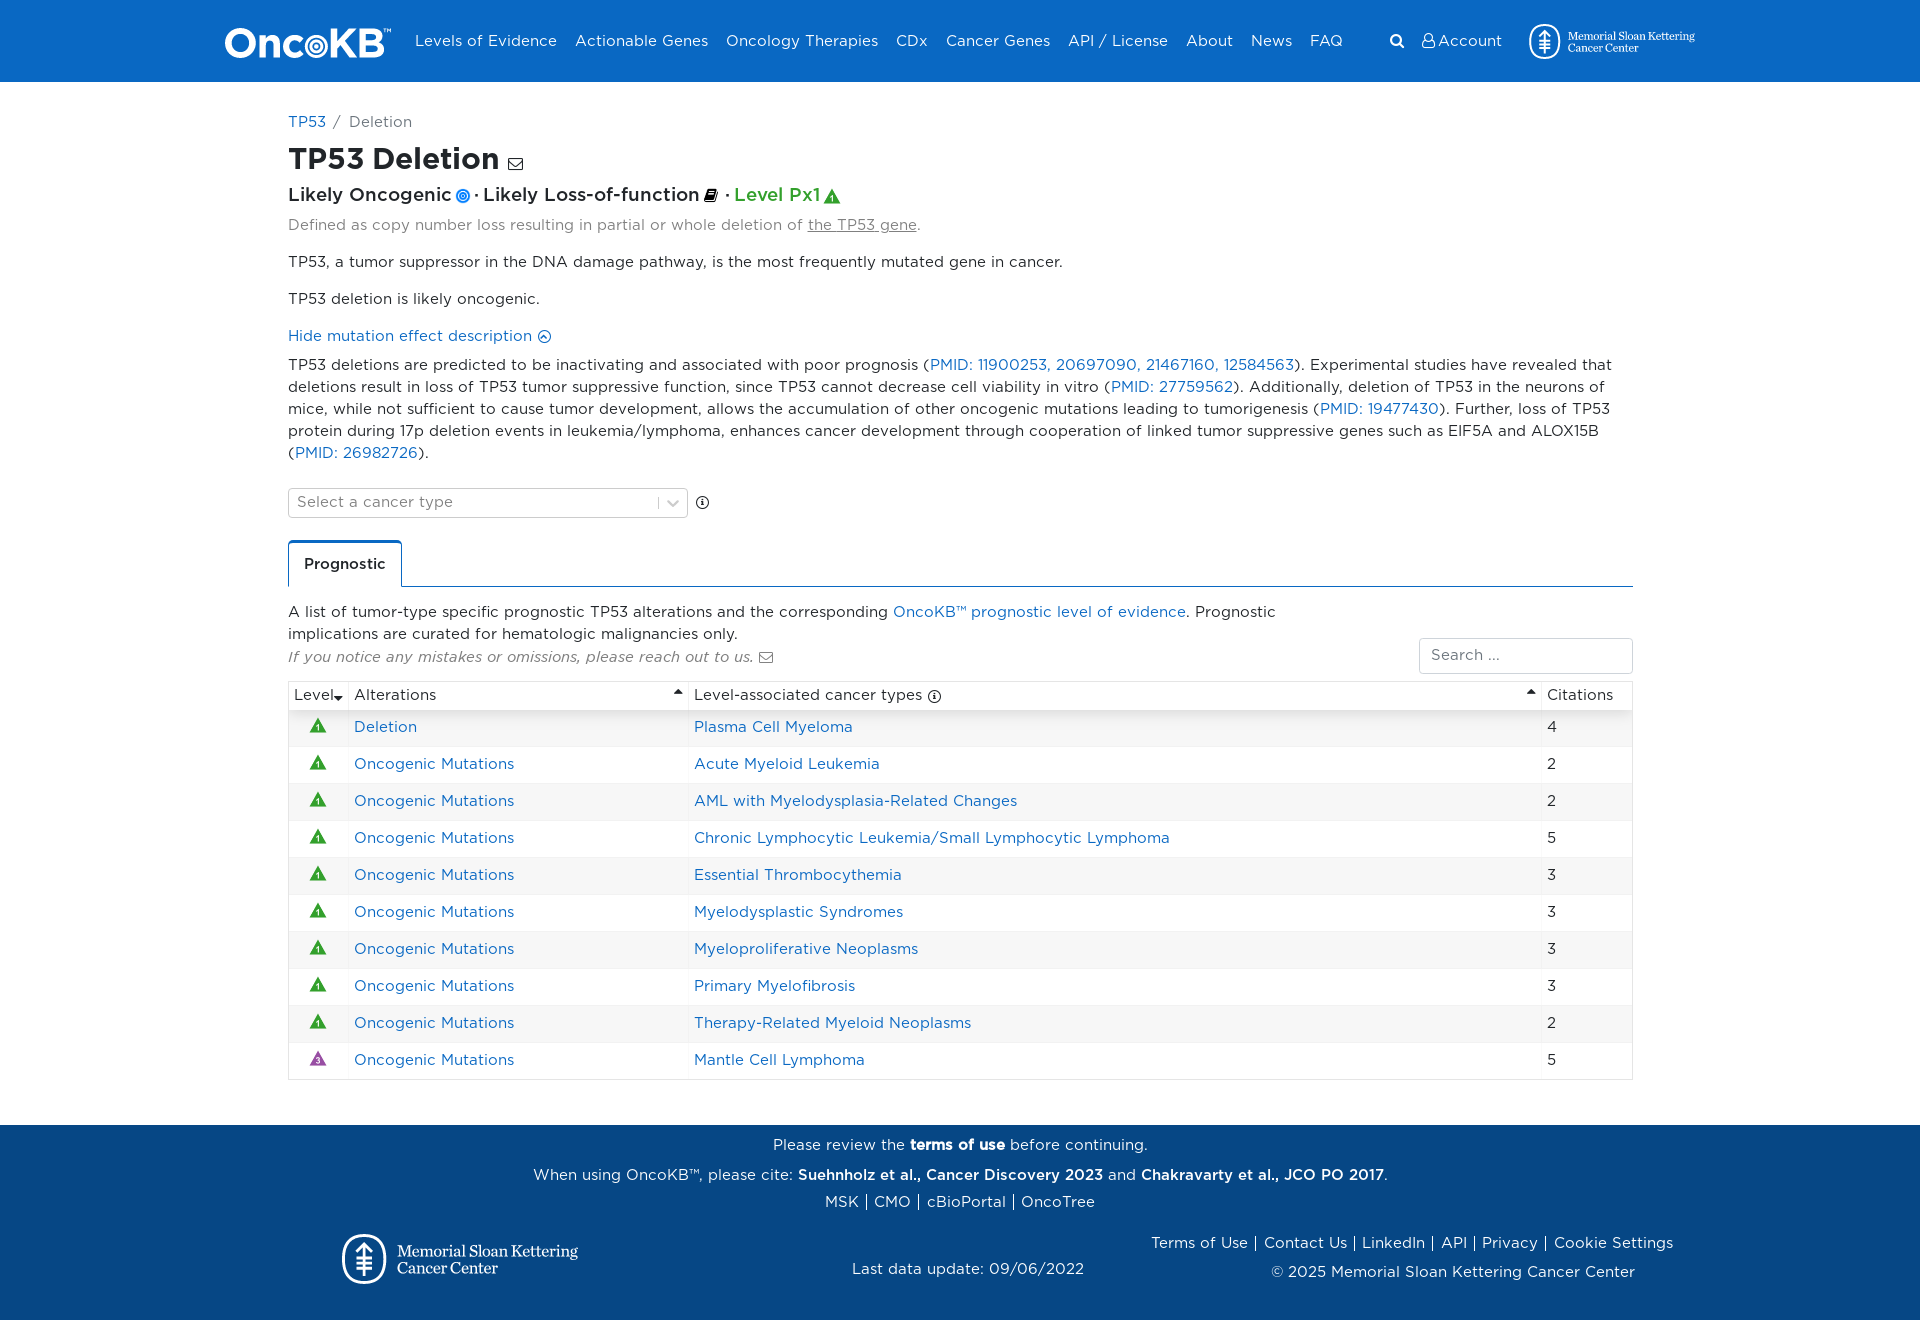 OncoKB™ Levels of Evidence Actionable Genes Oncology Therapies CDx Cancer Genes API / License About News FAQ Account Memorial Sloan Kettering
Cancer Center
TP53 / Deletion
TP53 Deletion
Likely Oncogenic · Likely Loss-of-function · Level Px1 1
Defined as copy number loss resulting in partial or whole deletion of the TP53 gene.
TP53, a tumor suppressor in the DNA damage pathway, is the most frequently mutated gene in cancer.
TP53 deletion is likely oncogenic.
Hide mutation effect description
TP53 deletions are predicted to be inactivating and associated with poor prognosis (PMID: 11900253, 20697090, 21467160, 12584563). Experimental studies have revealed that
deletions result in loss of TP53 tumor suppressive function, since TP53 cannot decrease cell viability in vitro (PMID: 27759562). Additionally, deletion of TP53 in the neurons of
mice, while not sufficient to cause tumor development, allows the accumulation of other oncogenic mutations leading to tumorigenesis (PMID: 19477430). Further, loss of TP53
protein during 17p deletion events in leukemia/lymphoma, enhances cancer development through cooperation of linked tumor suppressive genes such as EIF5A and ALOX15B
(PMID: 26982726).
Select a cancer type
Prognostic
A list of tumor-type specific prognostic TP53 alterations and the corresponding OncoKB™ prognostic level of evidence. Prognostic
implications are curated for hematologic malignancies only.
If you notice any mistakes or omissions, please reach out to us.
Search ...
Level Alterations Level-associated cancer types Citations
1 Deletion Plasma Cell Myeloma 4
1 Oncogenic Mutations Acute Myeloid Leukemia 2
1 Oncogenic Mutations AML with Myelodysplasia-Related Changes 2
1 Oncogenic Mutations Chronic Lymphocytic Leukemia/Small Lymphocytic Lymphoma 5
1 Oncogenic Mutations Essential Thrombocythemia 3
1 Oncogenic Mutations Myelodysplastic Syndromes 3
1 Oncogenic Mutations Myeloproliferative Neoplasms 3
1 Oncogenic Mutations Primary Myelofibrosis 3
1 Oncogenic Mutations Therapy-Related Myeloid Neoplasms 2
3 Oncogenic Mutations Mantle Cell Lymphoma 5
Please review the terms of use before continuing.
When using OncoKB™, please cite: Suehnholz et al., Cancer Discovery 2023 and Chakravarty et al., JCO PO 2017.
MSK | CMO | cBioPortal | OncoTree
Memorial Sloan Kettering
Cancer Center
Last data update: 09/06/2022
Terms of Use | Contact Us | LinkedIn | API | Privacy | Cookie Settings
© 2025 Memorial Sloan Kettering Cancer Center